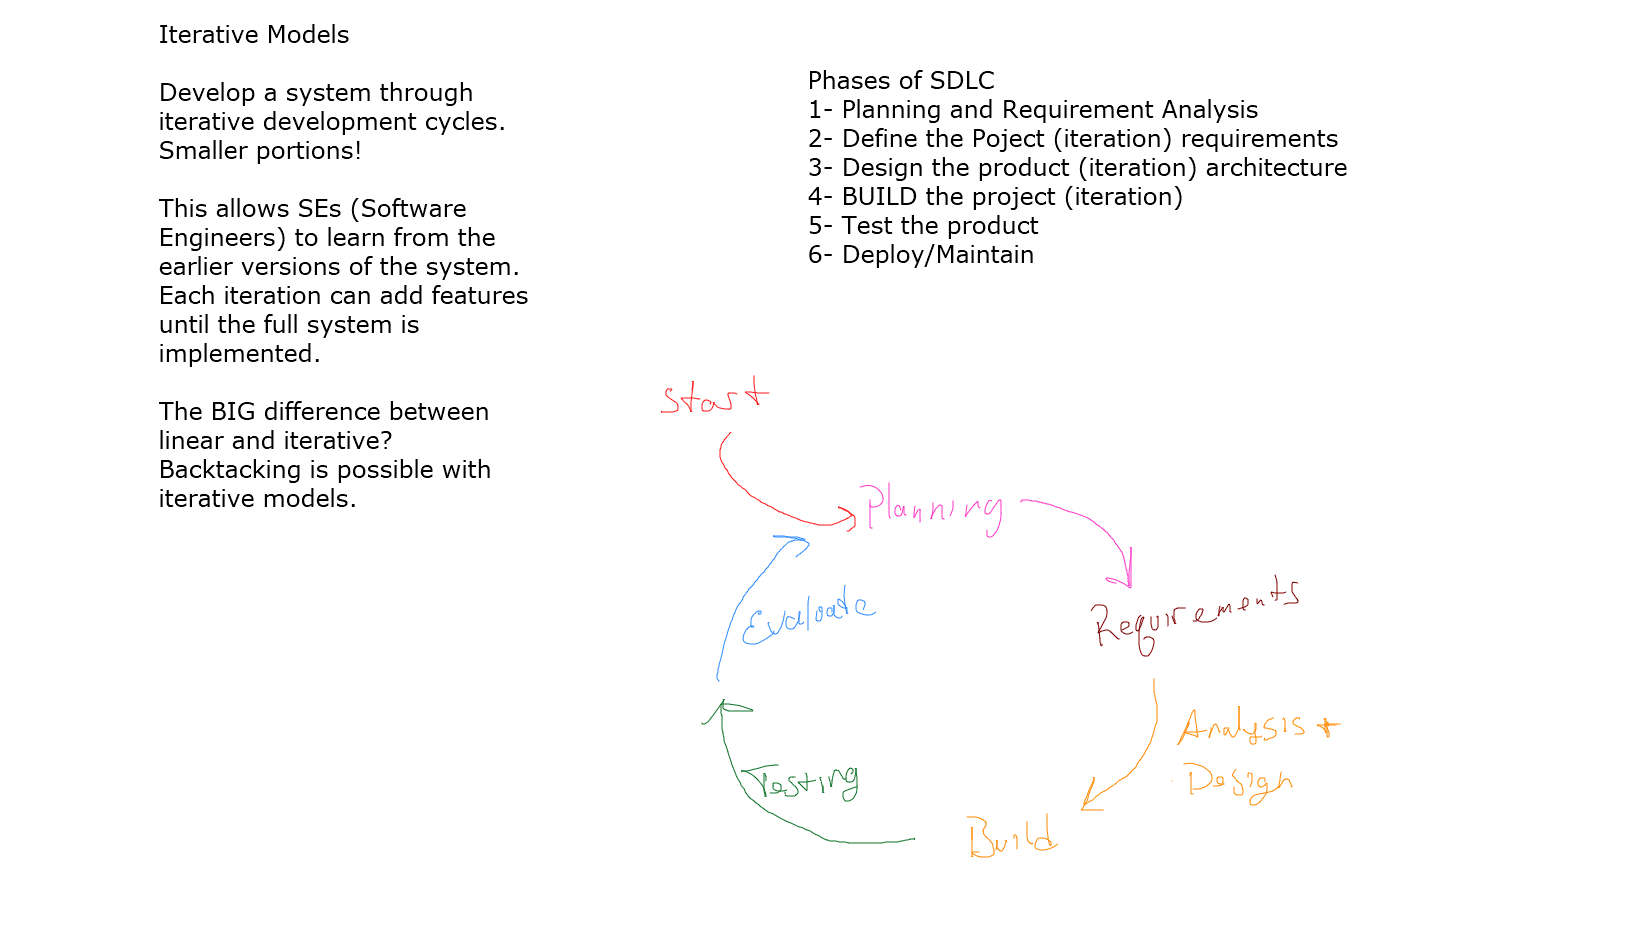 Iterative Models
Develop a system through
iterative development cycles.
Smaller portions!
This allows SEs (Software
Engineers) to learn from the
earlier versions of the system.
Each iteration can add features
until the full system is
implemented.
The BIG difference between
linear and iterative?
Backtacking is possible with
iterative models.
Phases of SDLC
1- Planning and Requirement Analysis
2- Define the Poject (iteration) requirements
3- Design the product (iteration) architecture
4- BUILD the project (iteration)
5- Test the product
6- Deploy/Maintain
Start
Planning
Requirements
Analysis +
Design
Build
Testing
Evaluate